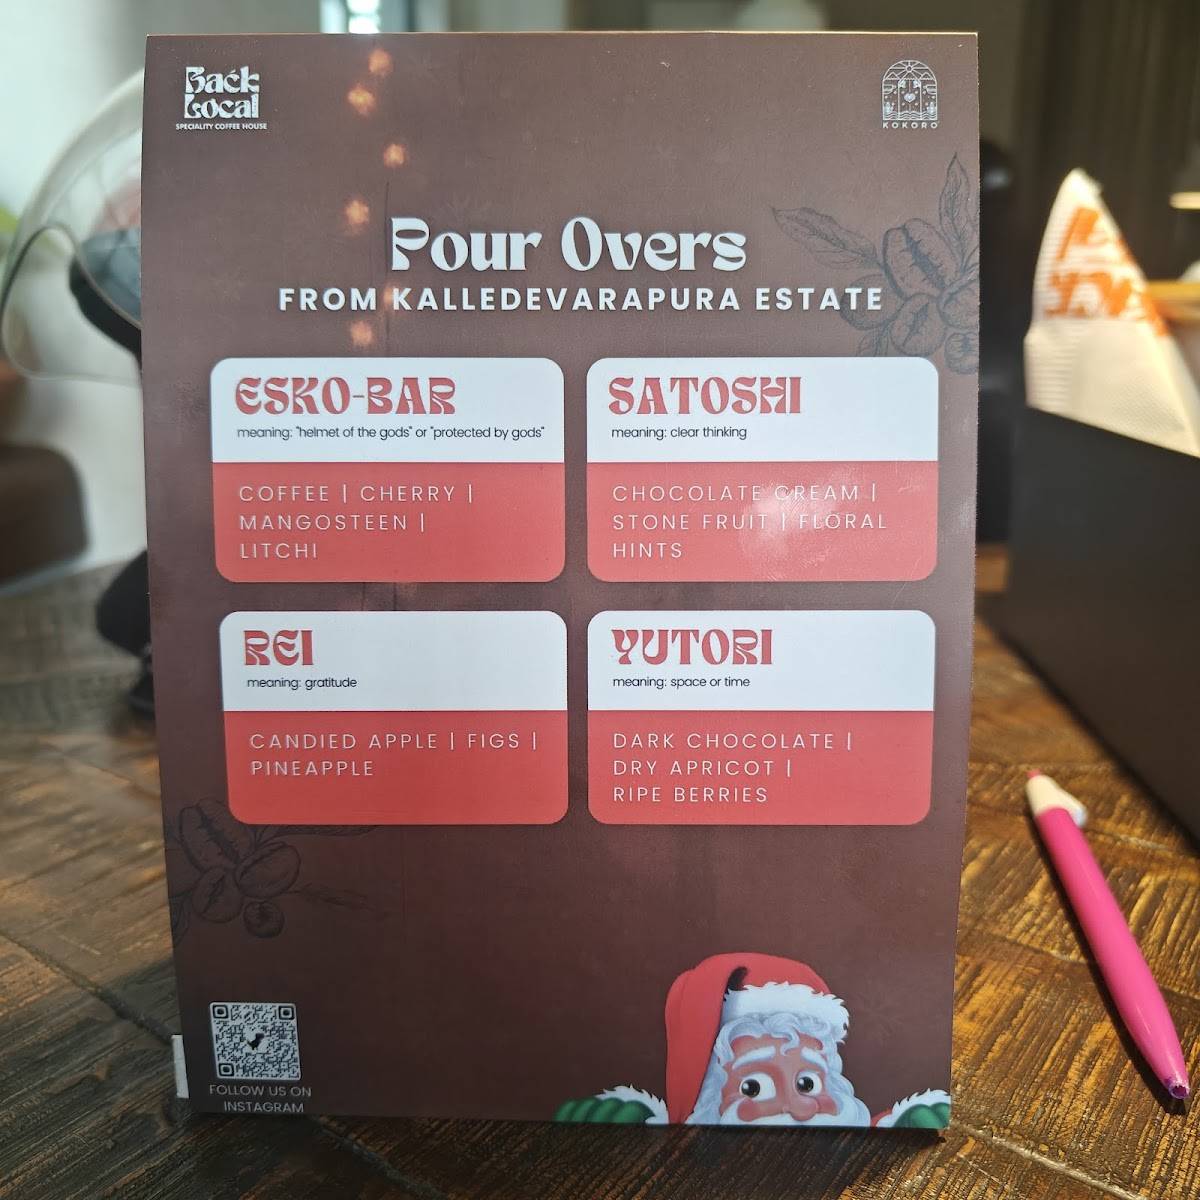 Back
Local
SPECIALITY COFFEE HOUSE
KOKORO
Pour Overs
FROM KALLEDEVARAPURA ESTATE
ESKO-BAR
meaning: "helmet of the gods" or "protected by gods"
COFFEE | CHERRY |
MANGOSTEEN |
LITCHI
SATOSHI
meaning: clear thinking
CHOCOLATE CREAM |
STONE FRUIT | FLORAL
HINTS
REI
meaning: gratitude
CANDIED APPLE | FIGS |
PINEAPPLE
YUTORI
meaning: space or time
DARK CHOCOLATE |
DRY APRICOT |
RIPE BERRIES
FOLLOW US ON
INSTAGRAM